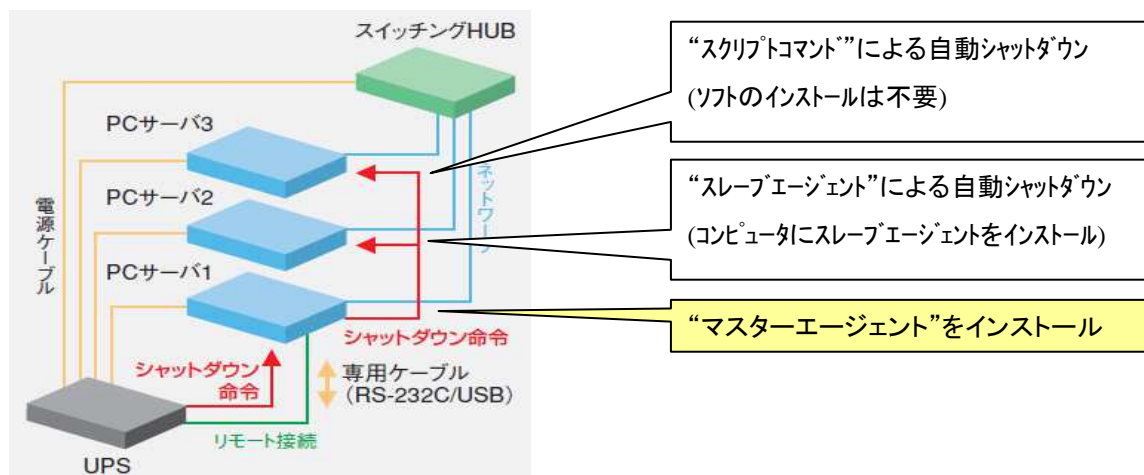 スイッチングHUB
PCサーバ3
PCサーバ2
PCサーバ1
電源ケーブル
ネットワーク
シャットダウン命令
シャットダウン
命令
専用ケーブル
(RS-232C/USB)
リモート接続
UPS
“スクリプトコマンド”による自動シャットダウン
(ソフトのインストールは不要)
“スレーブエージェント”による自動シャットダウン
(コンピュータにスレーブエージェントをインストール)
“マスターエージェント”をインストール